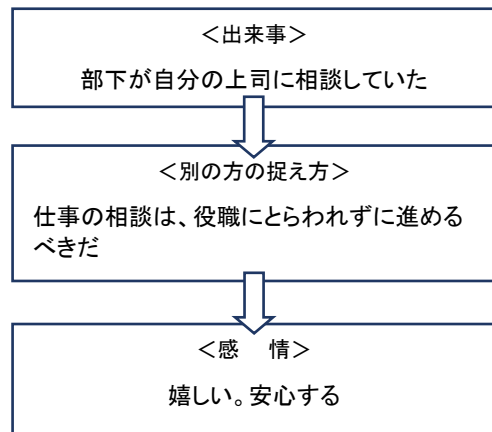 ＜出来事＞
部下が自分の上司に相談していた
＜別の方の捉え方＞
仕事の相談は、役職にとらわれずに進める
べきだ
＜感　情＞
嬉しい。安心する